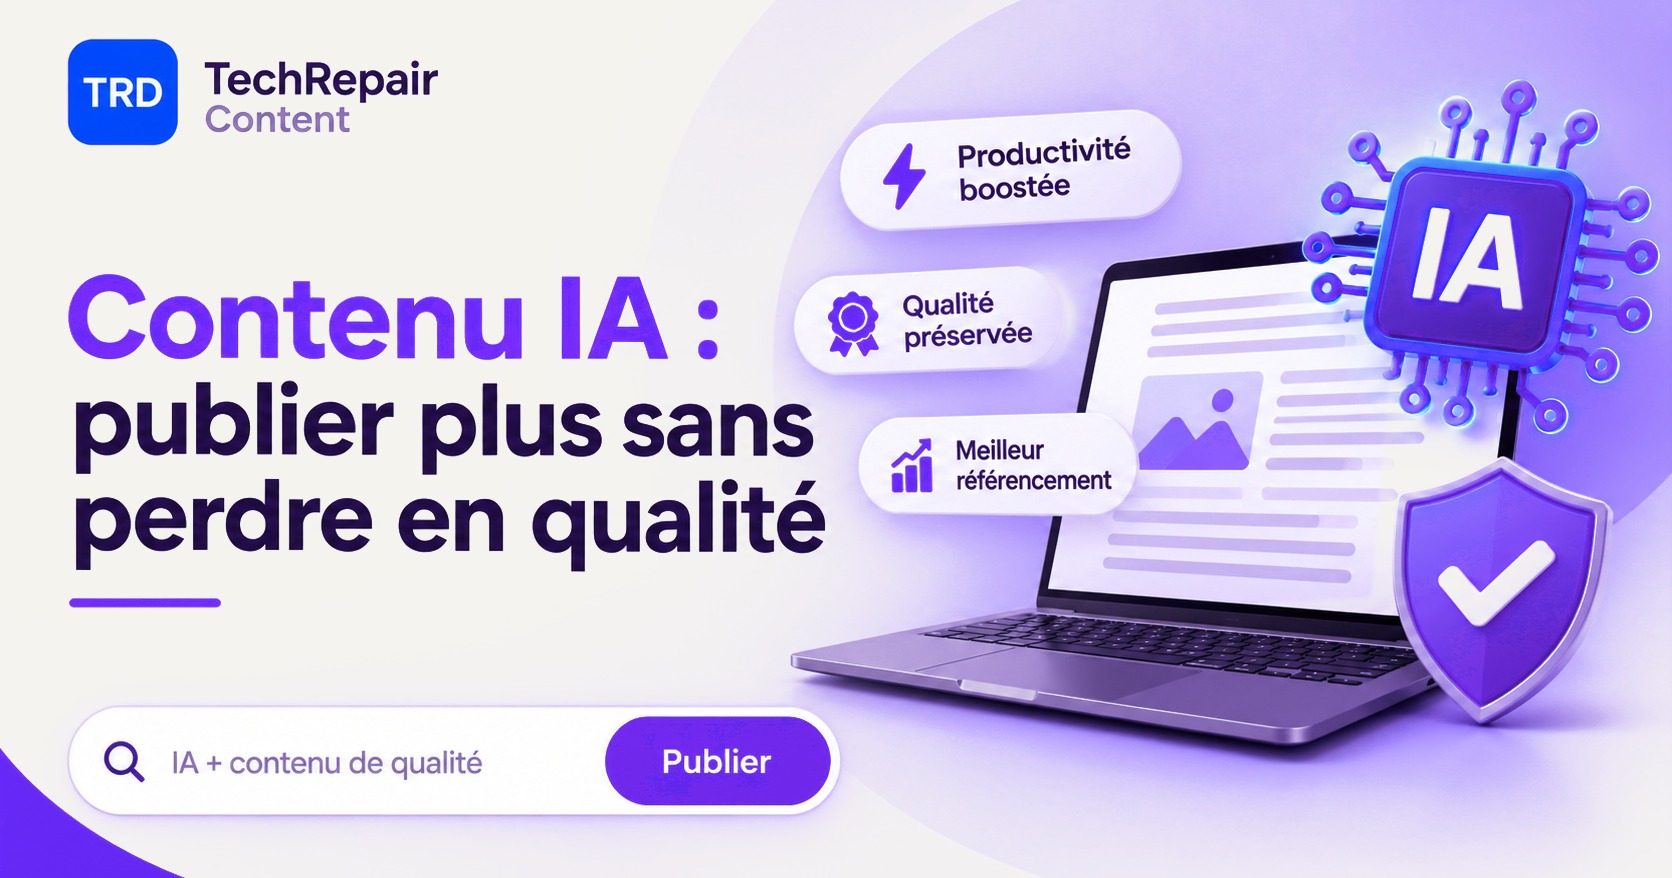 TRD
TechRepair
Content
Contenu IA :
publier plus sans
perdre en qualité
IA + contenu de qualité
Publier
Productivité
boostée
Qualité
préservée
Meilleur
référencement
IA